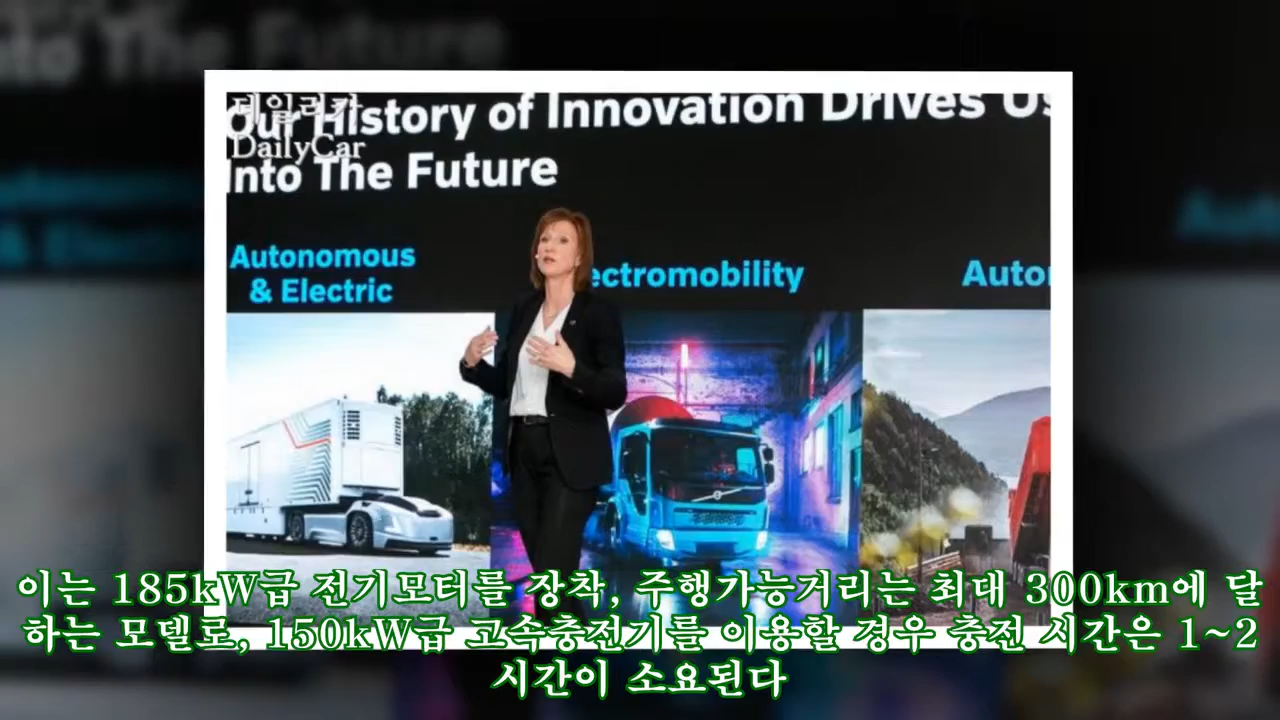 데일리카
DailyCar
Our History of Innovation Drives Us
Into The Future
Autonomous
& Electric
ectromobility
Auton
이는 185kW급 전기모터를 장착, 주행가능거리는 최대 300km에 달
하는 모델로, 150kW급 고속충전기를 이용할 경우 충전 시간은 1~2
시간이 소요된다